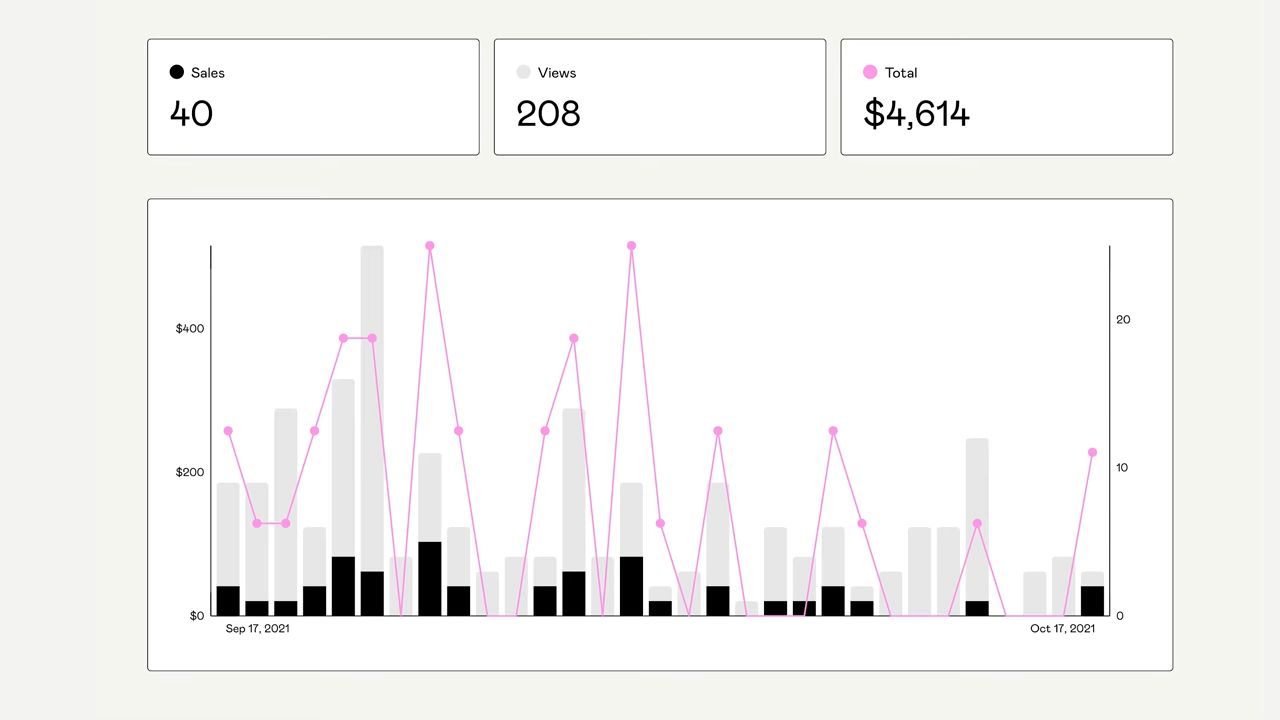 Sales
40
Views
208
Total
$4,614
$400
$200
$0
20
10
0
Sep 17, 2021
Oct 17, 2021